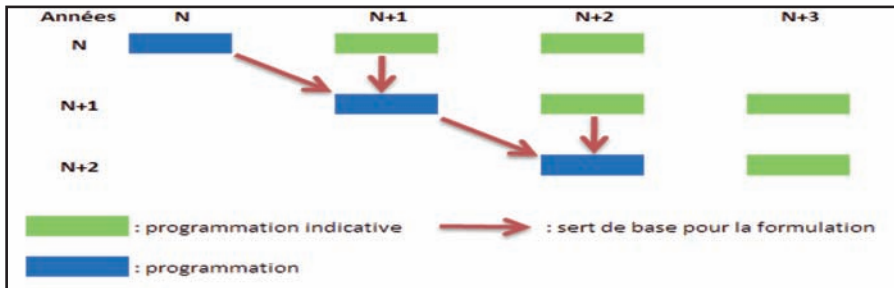 Années N N+1 N+2 N+3
N
N+1
N+2
: programmation indicative : sert de base pour la formulation
: programmation